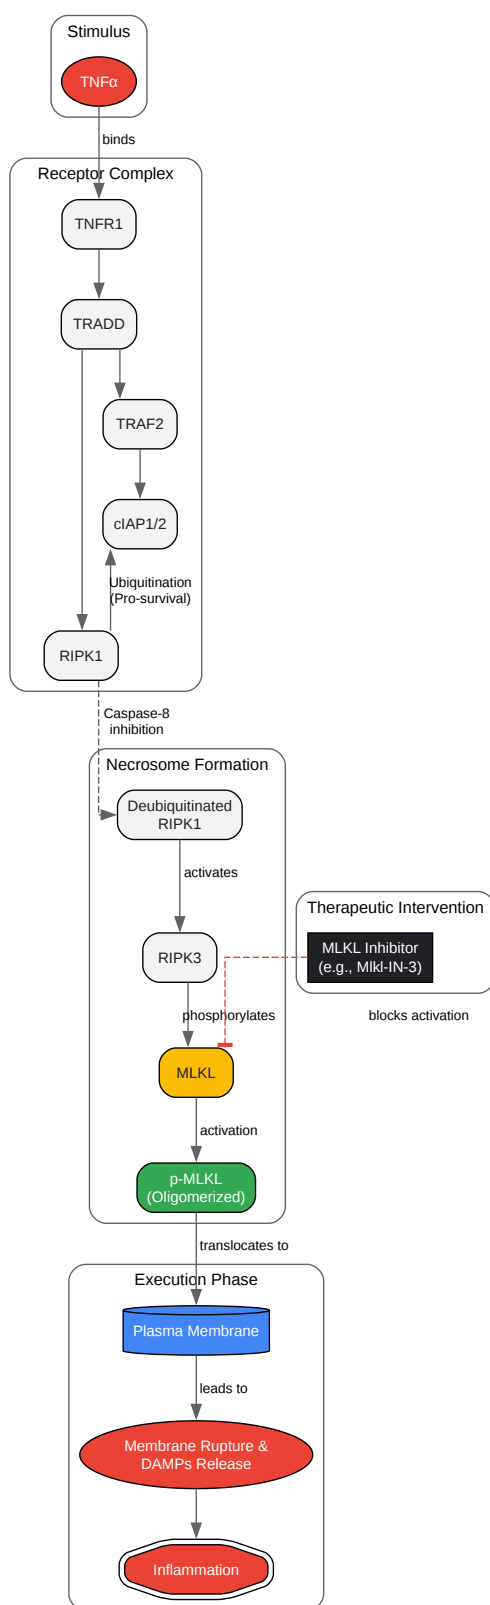 Stimulus
TNFα
binds
Receptor Complex
TNFR1
TRADD
TRAF2
cIAP1/2
Ubiquitination
(Pro-survival)
RIPK1
Caspase-8
inhibition
Necrosome Formation
Deubiquitinated
RIPK1
activates
Therapeutic Intervention
MLKL Inhibitor
(e.g., Mlkl-IN-3)
RIPK3
phosphorylates
blocks activation
MLKL
activation
p-MLKL
(Oligomerized)
translocates to
Execution Phase
Plasma Membrane
leads to
Membrane Rupture &
DAMPs Release
Inflammation